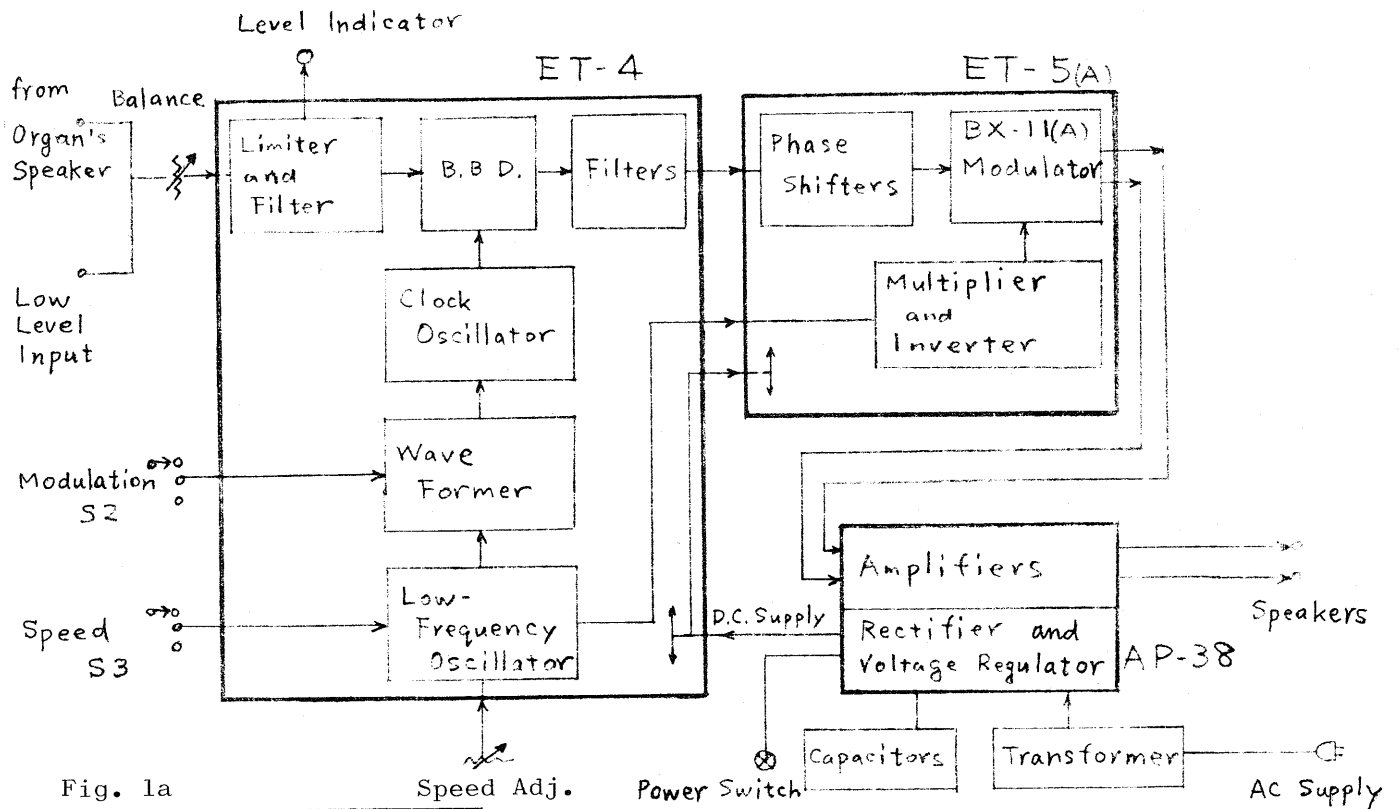 Level Indicator
ET-4
ET-5(A)
from
Organ's
Speaker
Balance
Limiter
and
Filter
B.B D.
Filters
Phase
Shifters
BX-11(A)
Modulator
Low
Level
Input
Clock
Oscillator
Multiplier
and
Inverter
Modulation
S2
Wave
Former
Speed
S3
Low-
Frequency
Oscillator
D.C. Supply
Amplifiers
Rectifier and
Voltage Regulator
AP-38
Speakers
Fig. 1a
Speed Adj.
Power Switch
Capacitors
Transformer
AC Supply